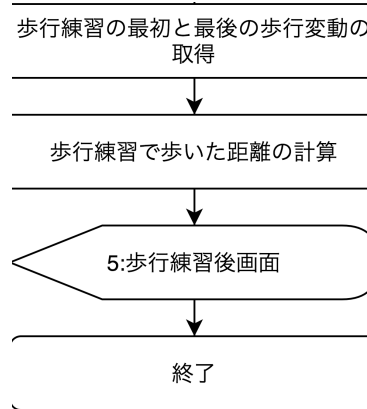 歩行練習の最初と最後の歩行変動の
取得
歩行練習で歩いた距離の計算
5:歩行練習後画面
終了